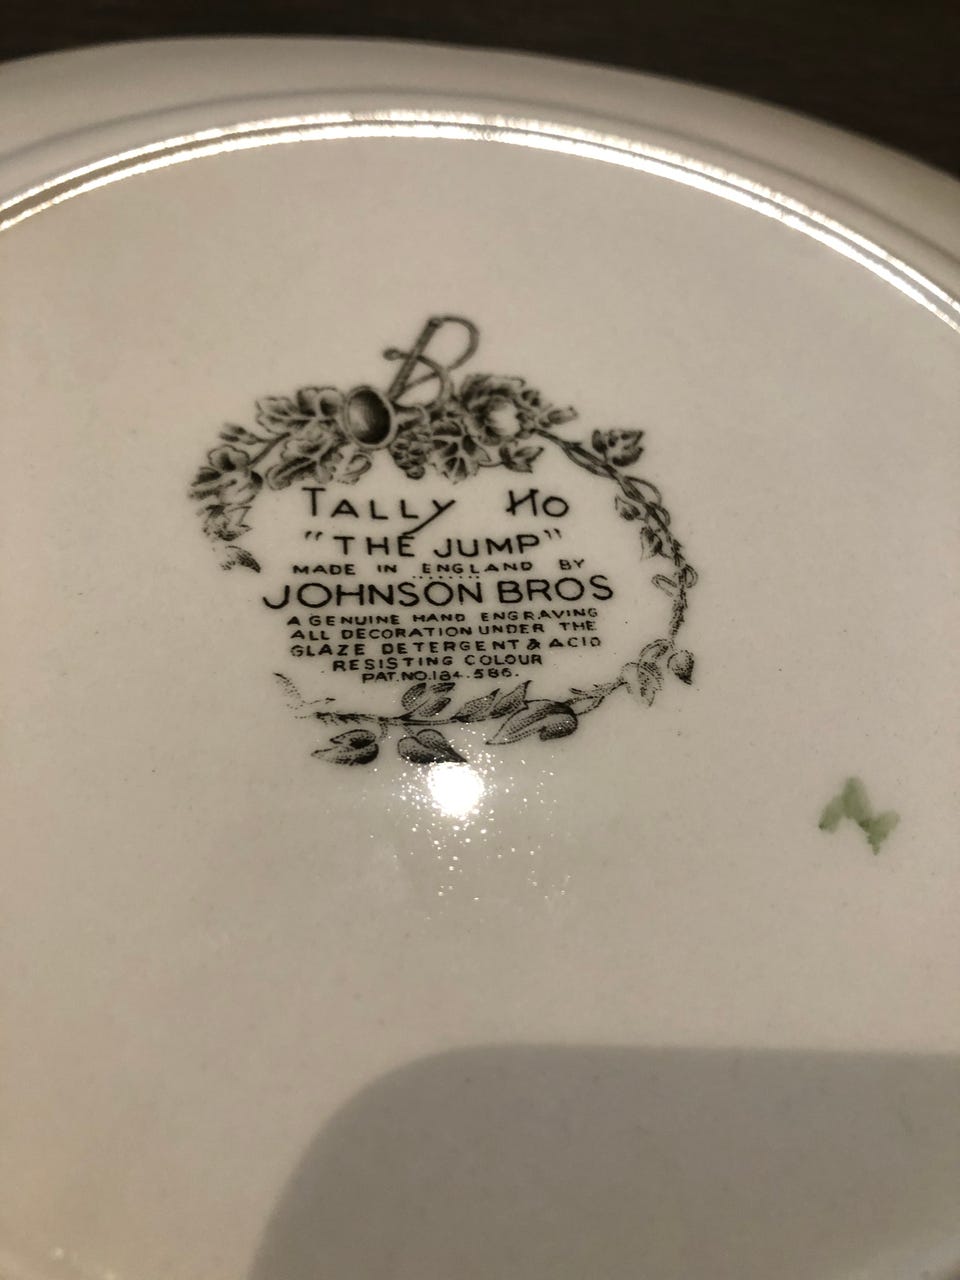 TALLY HO
"THE JUMP"
MADE IN ENGLAND BY
JOHNSON BROS
A GENUINE HAND ENGRAVING
ALL DECORATION UNDER THE
GLAZE DETERGENT & ACID
RESISTING COLOUR
PAT. NO. 184.586.